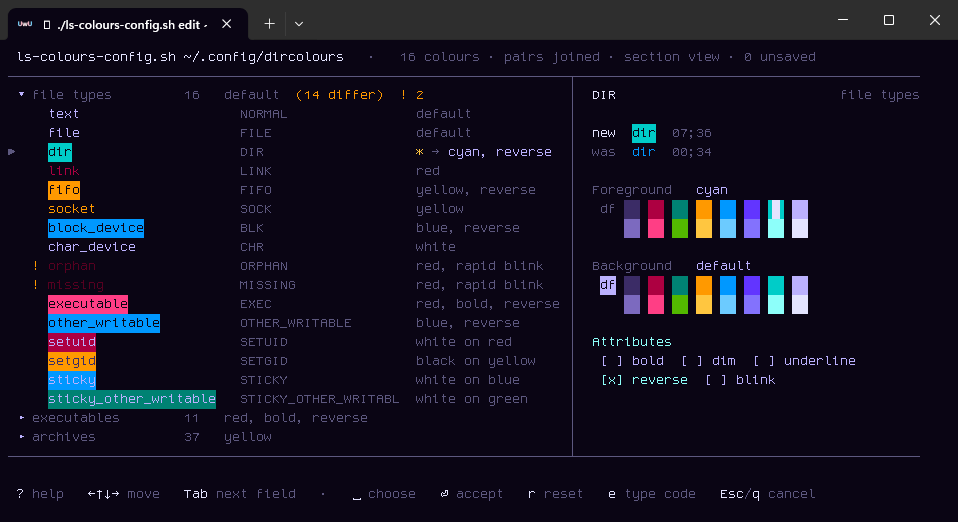 UwU ./ls-colours-config.sh edit -
ls-colours-config.sh ~/.config/dircolours · 16 colours · pairs joined · section view · 0 unsaved
▾ file types 16 default (14 differ) ! 2
text NORMAL default
file FILE default
dir DIR * → cyan, reverse
link LINK red
fifo FIFO yellow, reverse
socket SOCK yellow
block_device BLK blue, reverse
char_device CHR white
! orphan ORPHAN red, rapid blink
! missing MISSING red, rapid blink
executable EXEC red, bold, reverse
other_writable OTHER_WRITABLE blue, reverse
setuid SETUID white on red
setgid SETGID black on yellow
sticky STICKY white on blue
sticky_other_writable STICKY_OTHER_WRITABL white on green
▸ executables 11 red, bold, reverse
▸ archives 37 yellow
DIR file types
new dir 07;36
was dir 00;34
Foreground cyan
df
Background default
df
Attributes
[ ] bold [ ] dim [ ] underline
[x] reverse [ ] blink
? help ←↑↓→ move Tab next field · ␣ choose ⏎ accept r reset e type code Esc/q cancel